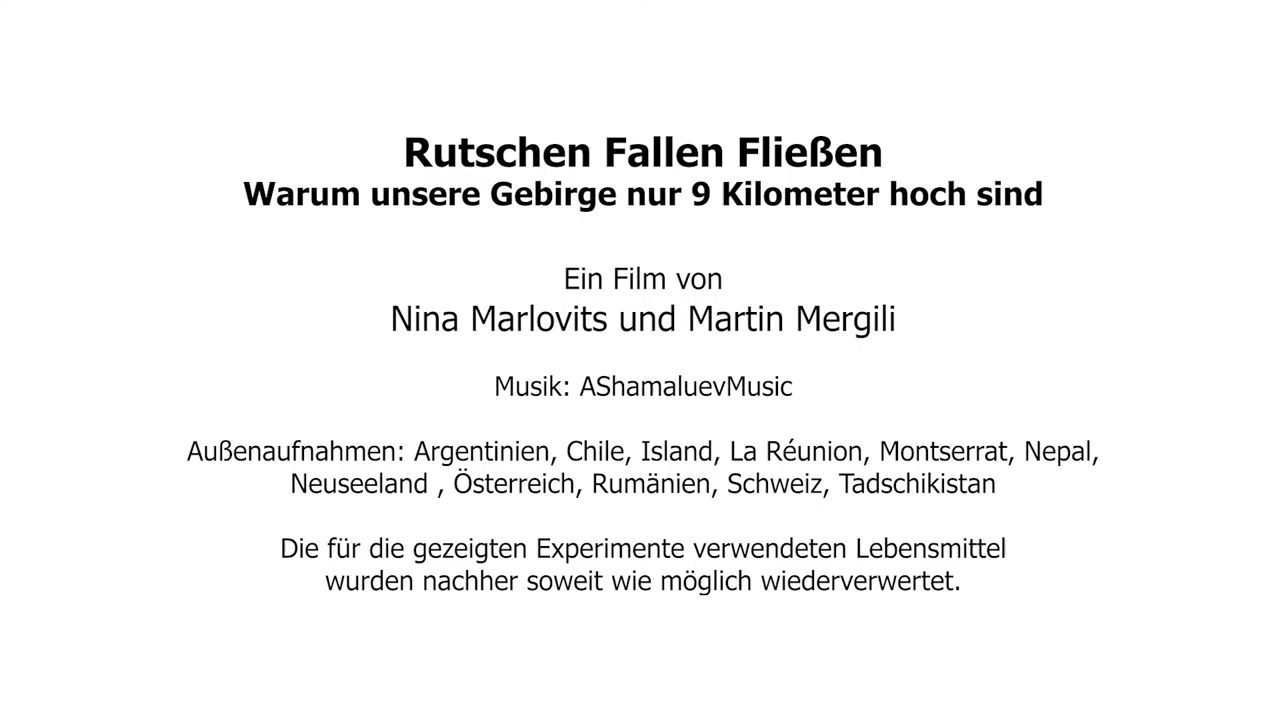 Rutschen Fallen Fließen
Warum unsere Gebirge nur 9 Kilometer hoch sind
Ein Film von
Nina Marlovits und Martin Mergili
Musik: AShamaluevMusic
Außenaufnahmen: Argentinien, Chile, Island, La Réunion, Montserrat, Nepal,
Neuseeland , Österreich, Rumänien, Schweiz, Tadschikistan
Die für die gezeigten Experimente verwendeten Lebensmittel
wurden nachher soweit wie möglich wiederverwertet.